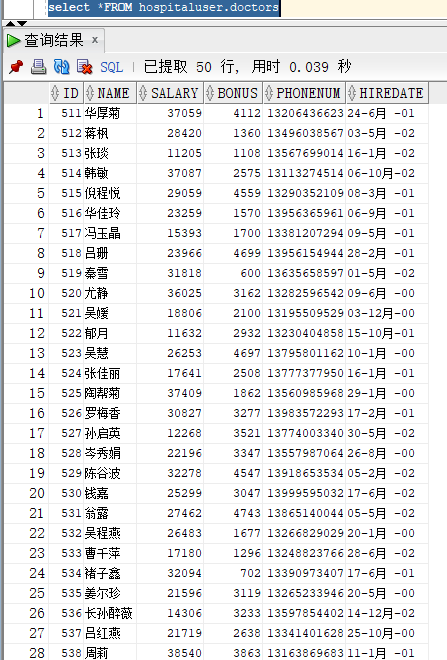 select *FROM hospitaluser.doctors
查询结果 ×
SQL | 已提取 50 行, 用时 0.039 秒
ID NAME SALARY BONUS PHONENUM HIREDATE
1 511 华厚菊 37059 4112 13206436623 24-6月 -01
2 512 蒋枫 28420 1360 13496038567 03-5月 -02
3 513 张琰 11205 1108 13567699014 16-1月 -02
4 514 韩敏 37087 2575 13113274514 06-10月-02
5 515 倪程悦 29059 4559 13290352109 08-3月 -01
6 516 华佳玲 23259 1570 13956365961 06-9月 -01
7 517 冯玉晶 15393 1700 13381207294 09-5月 -01
8 518 吕珊 23966 4699 13956154944 28-2月 -01
9 519 秦雪 31818 600 13635658597 01-5月 -02
10 520 尤静 36025 3162 13282596542 09-6月 -00
11 521 吴媛 18806 2100 13195509529 03-12月-00
12 522 郁月 11632 2932 13230404858 15-10月-01
13 523 吴慧 26253 4697 13795801162 10-1月 -00
14 524 张佳丽 17641 2508 13777377950 16-1月 -01
15 525 陶帮菊 37409 1862 13560985968 29-1月 -00
16 526 罗梅香 30827 3277 13983572293 17-2月 -01
17 527 孙启英 12268 3521 13774003340 30-5月 -02
18 528 岑秀娟 22196 3347 13557987064 26-8月 -00
19 529 陈谷波 32278 4547 13918653534 05-2月 -02
20 530 钱嘉 25299 3047 13999595032 17-6月 -02
21 531 翁露 27462 4743 13865140044 05-5月 -02
22 532 吴程燕 26483 1677 13266829029 20-1月 -00
23 533 曹千萍 17180 1296 13248823766 28-6月 -02
24 534 褚子鑫 32094 702 13390973407 17-6月 -01
25 535 姜尔珍 21596 3119 13265233946 20-5月 -00
26 536 长孙醉薇 14306 3233 13597854402 14-12月-02
27 537 吕红燕 21719 2638 13341401628 25-10月-00
28 538 周莉 38540 3863 13163869683 11-1月 -01